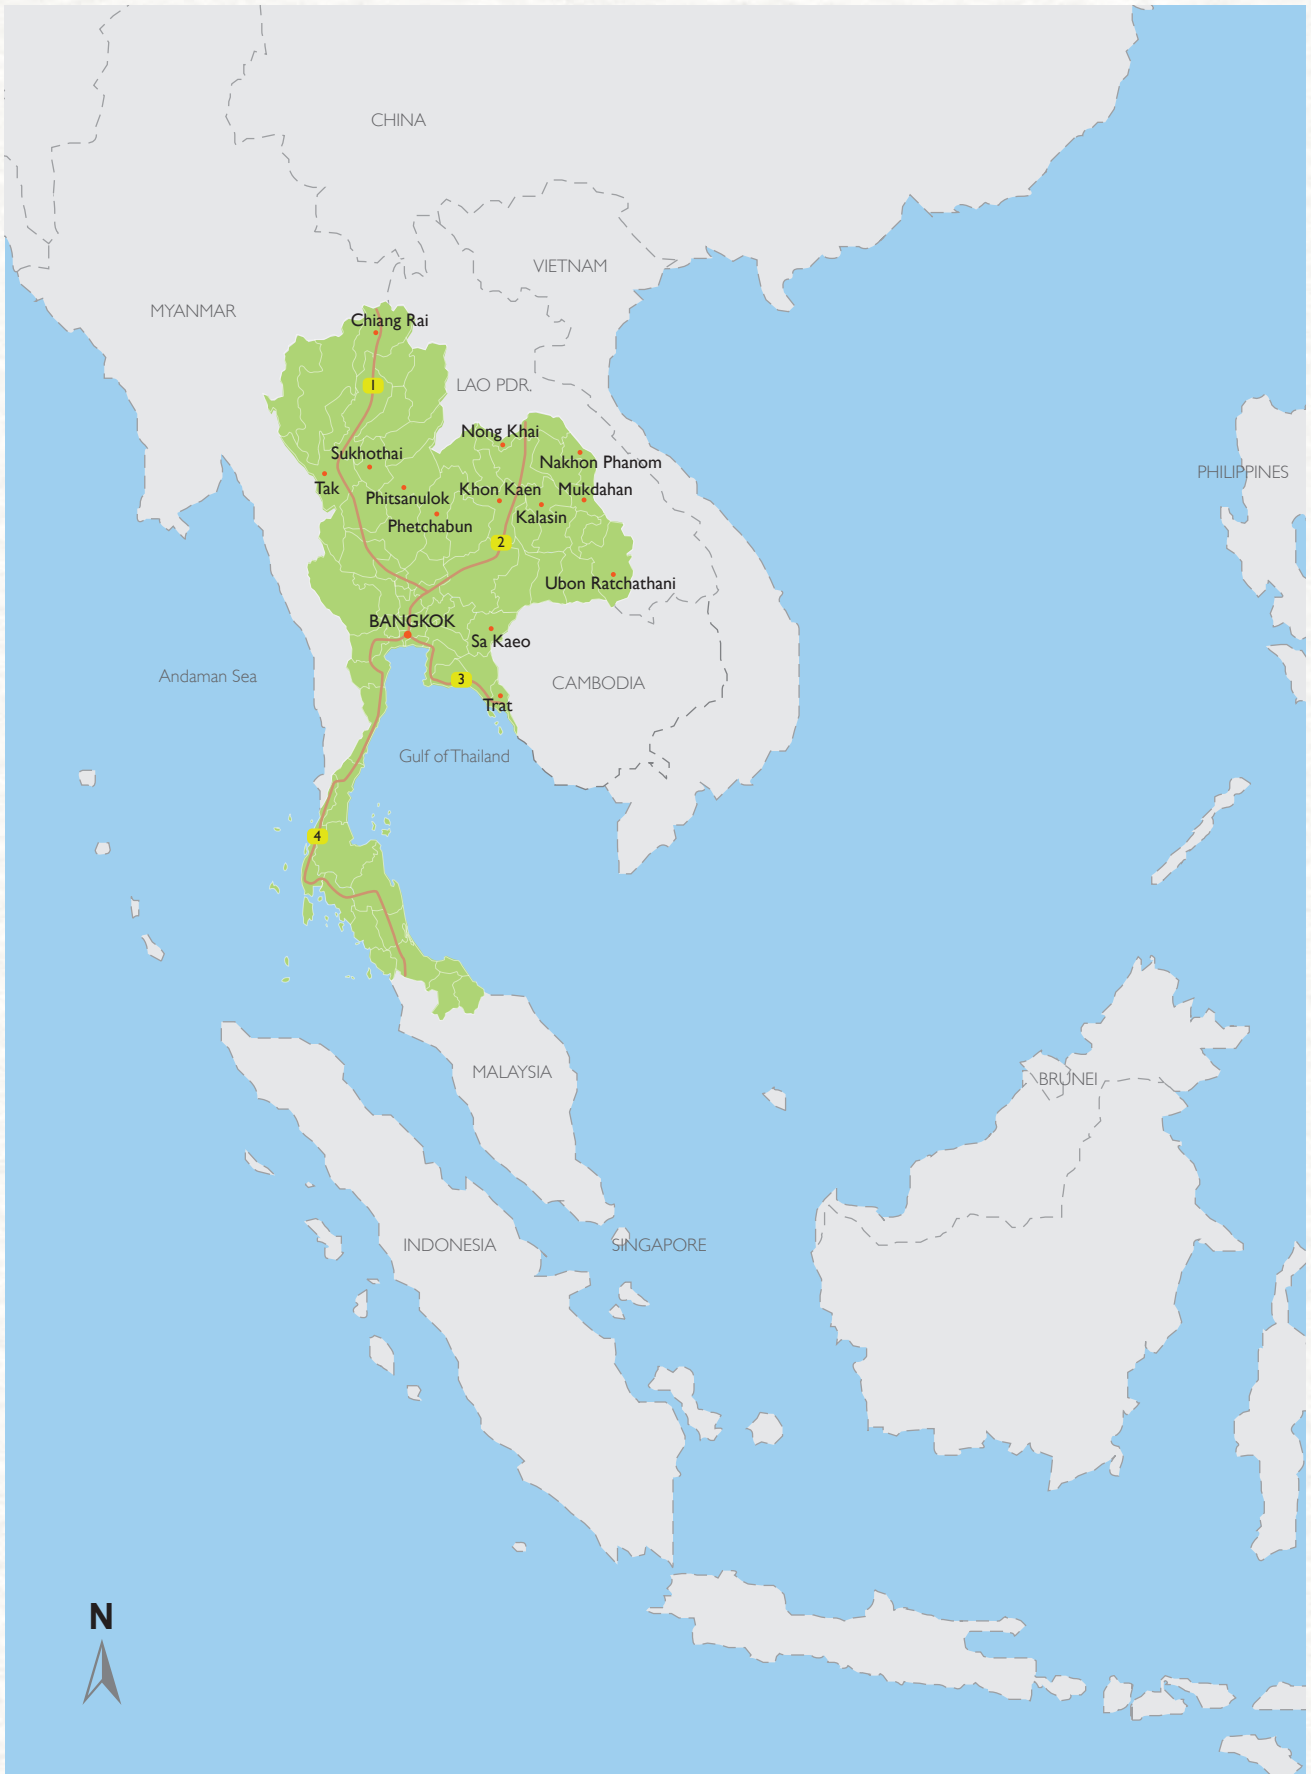 CHINA
VIETNAM
MYANMAR
Chiang Rai
1
LAO PDR.
Nong Khai
Sukhothai
Nakhon Phanom
PHILIPPINES
Tak
Khon Kaen
Mukdahan
Phitsanulok
Kalasin
Phetchabun
2
Ubon Ratchathani
BANGKOK
Sa Kaeo
Andaman Sea
3
CAMBODIA
Trat
Gulf of Thailand
4
MALAYSIA
BRUNEI
INDONESIA
SINGAPORE
N